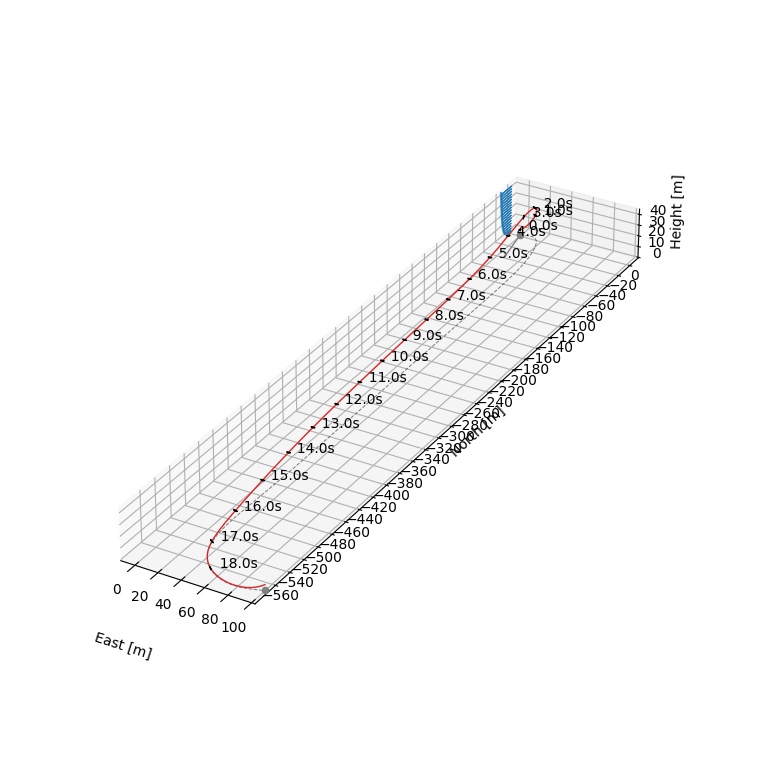 Height [m]
40
30
20
10
0
2.0s
1.0s
3.0s
0.0s
4.0s
5.0s
6.0s
7.0s
8.0s
9.0s
10.0s
11.0s
12.0s
13.0s
14.0s
15.0s
16.0s
17.0s
18.0s
0
−20
−40
−60
−80
−100
−120
−140
−160
−180
−200
−220
−240
−260
−280
−300
−320
−340
−360
−380
−400
−420
−440
−460
−480
−500
−520
−540
−560
North [m]
0
20
40
60
80
100
East [m]